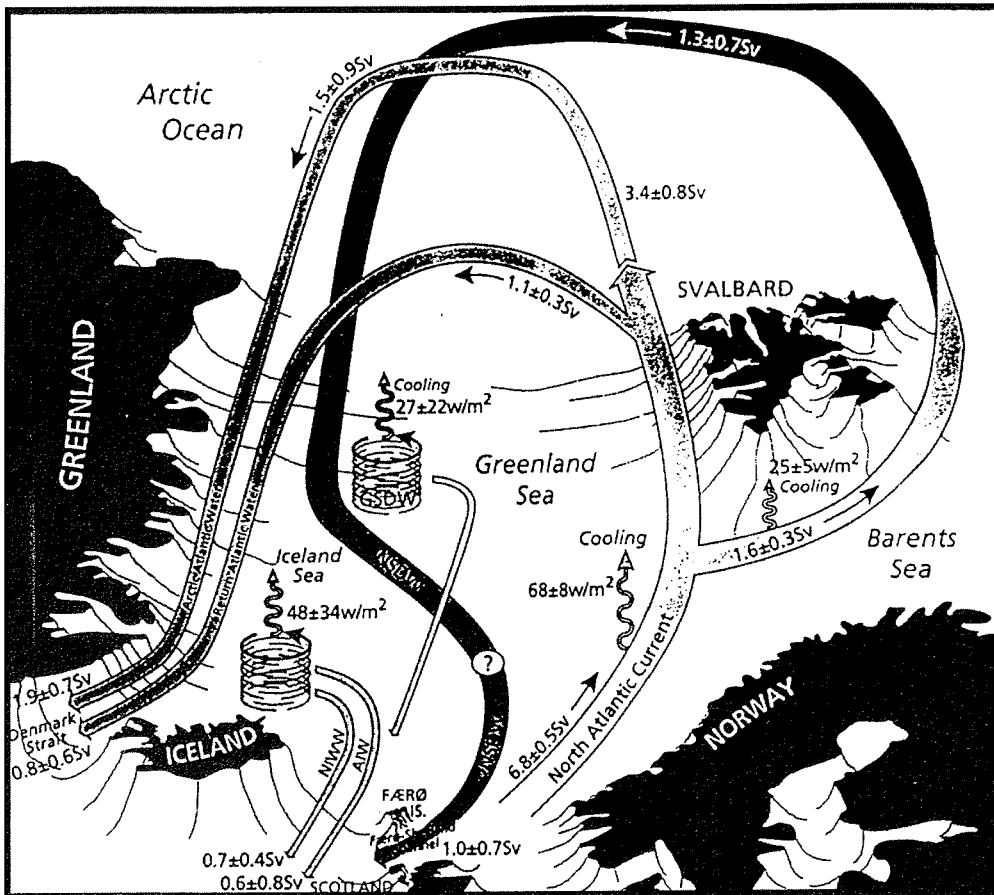 1.3±0.7Sv
1.5±0.9Sv
Arctic
Ocean
3.4±0.8Sv
1.1±0.3Sv
SVALBARD
GREENLAND
Cooling
27±22w/m²
GSDW
Greenland
Sea
25±5w/m²
Cooling
1.6±0.3Sv
Barents
Sea
Arctic Atlantic Water
Return Atlantic Water
Iceland
Sea
48±34w/m²
NSDW
Cooling
68±8w/m²
?
North Atlantic Current
6.8±0.5Sv
NORWAY
1.9±0.7Sv
Denmark
Strait
0.8±0.6Sv
ICELAND
NIWW
AIW
NSDW
FÆRØ
IS.
1.0±0.7Sv
0.7±0.4Sv
0.6±0.8Sv
SCOTLAND